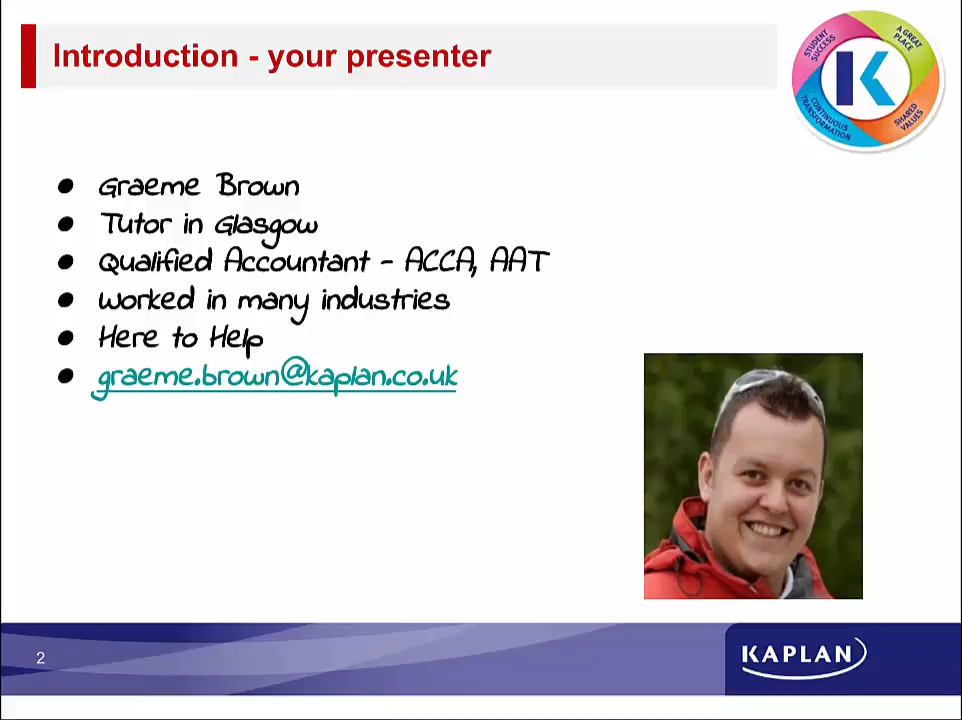 Introduction - your presenter
STUDENT SUCCESS
A GREAT PLACE
CONTINUOUS TRANSFORMATION
SHARED VALUES
K
● Graeme Brown
● Tutor in Glasgow
● Qualified Accountant - ACCA, AAT
● Worked in many industries
● Here to Help
● graeme.brown@kaplan.co.uk
2
KAPLAN